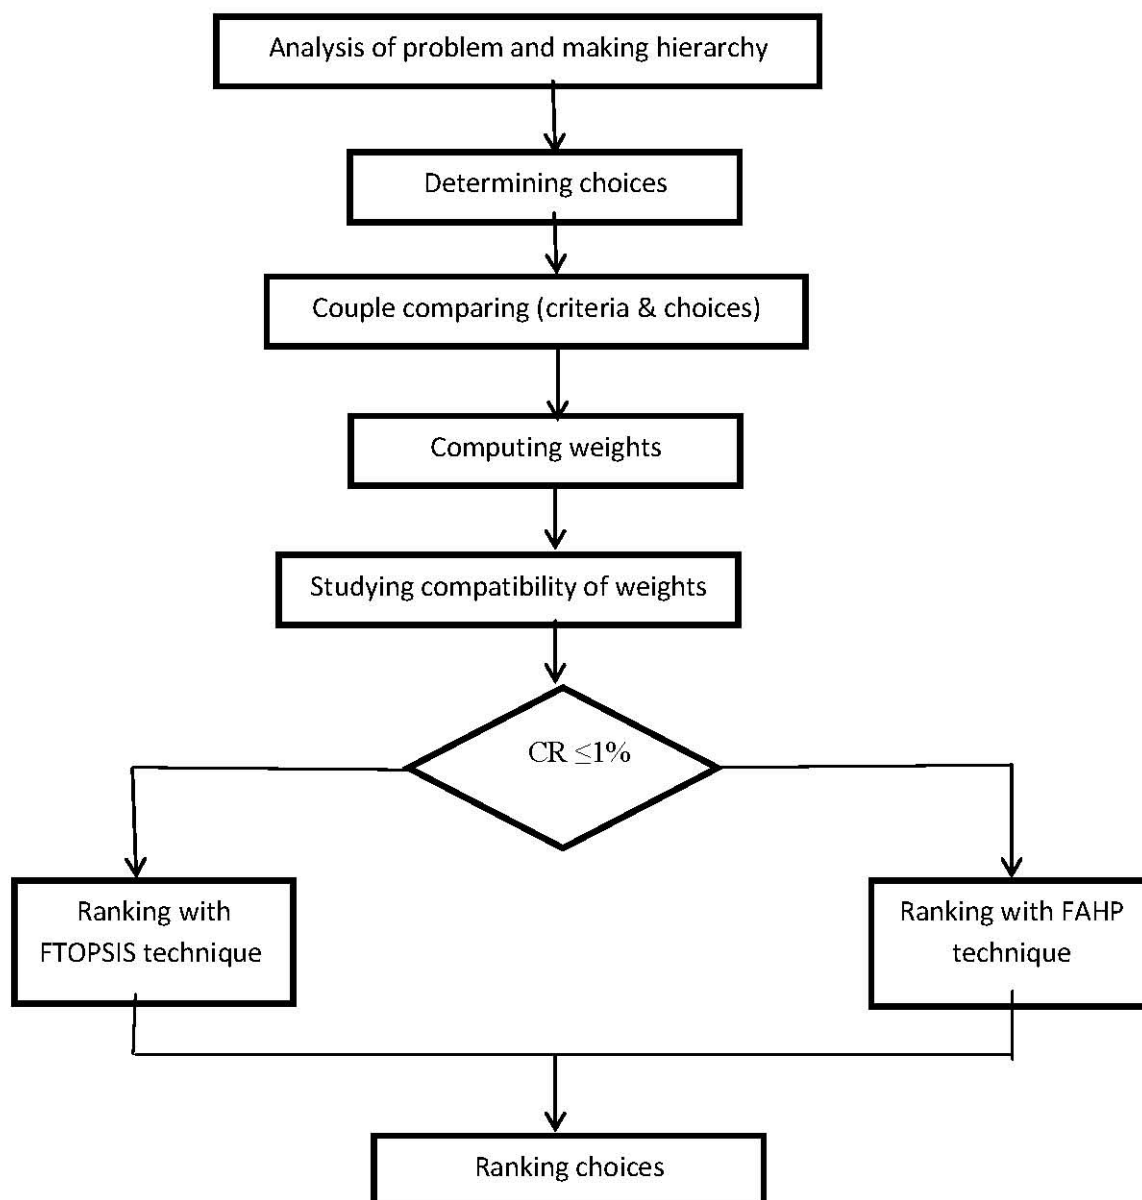 Analysis of problem and making hierarchy
Determining choices
Couple comparing (criteria & choices)
Computing weights
Studying compatibility of weights
CR ≤1%
Ranking with
FTOPSIS technique
Ranking with FAHP
technique
Ranking choices